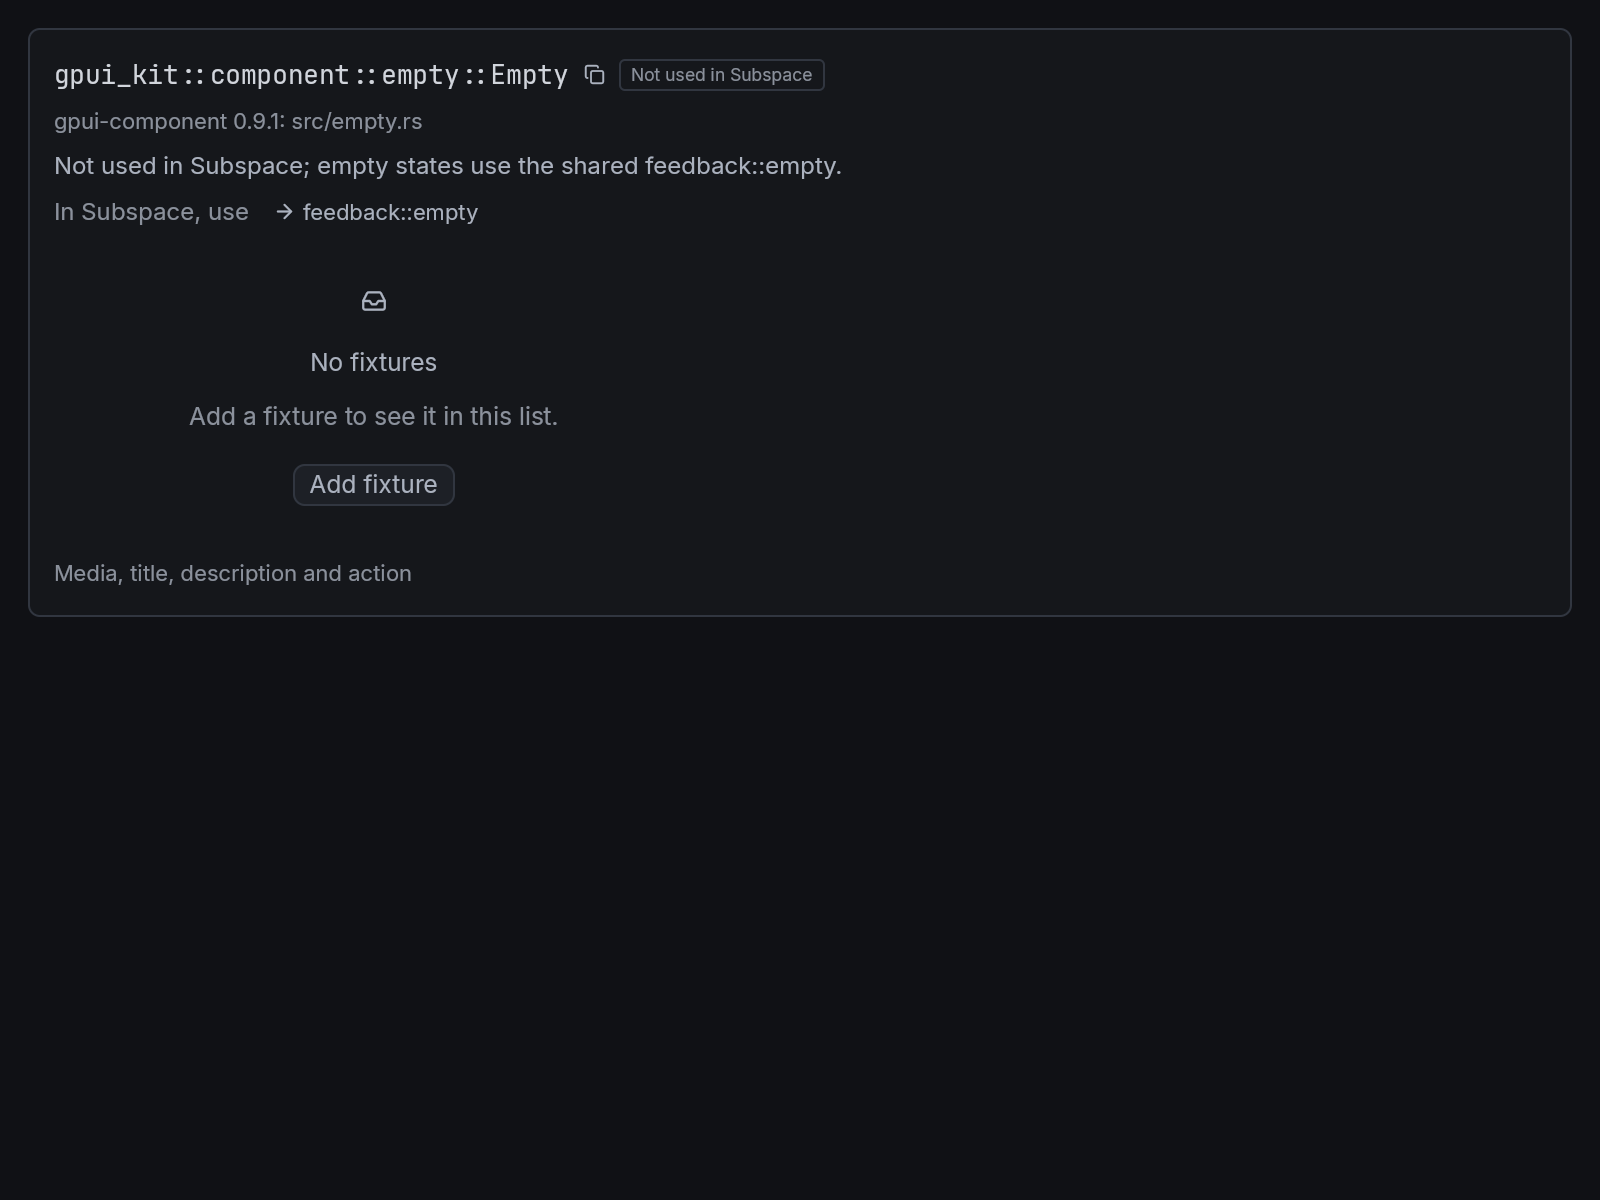 gpui_kit::component::empty::Empty Not used in Subspace
gpui-component 0.9.1: src/empty.rs
Not used in Subspace; empty states use the shared feedback::empty.
In Subspace, use → feedback::empty
No fixtures
Add a fixture to see it in this list.
Add fixture
Media, title, description and action